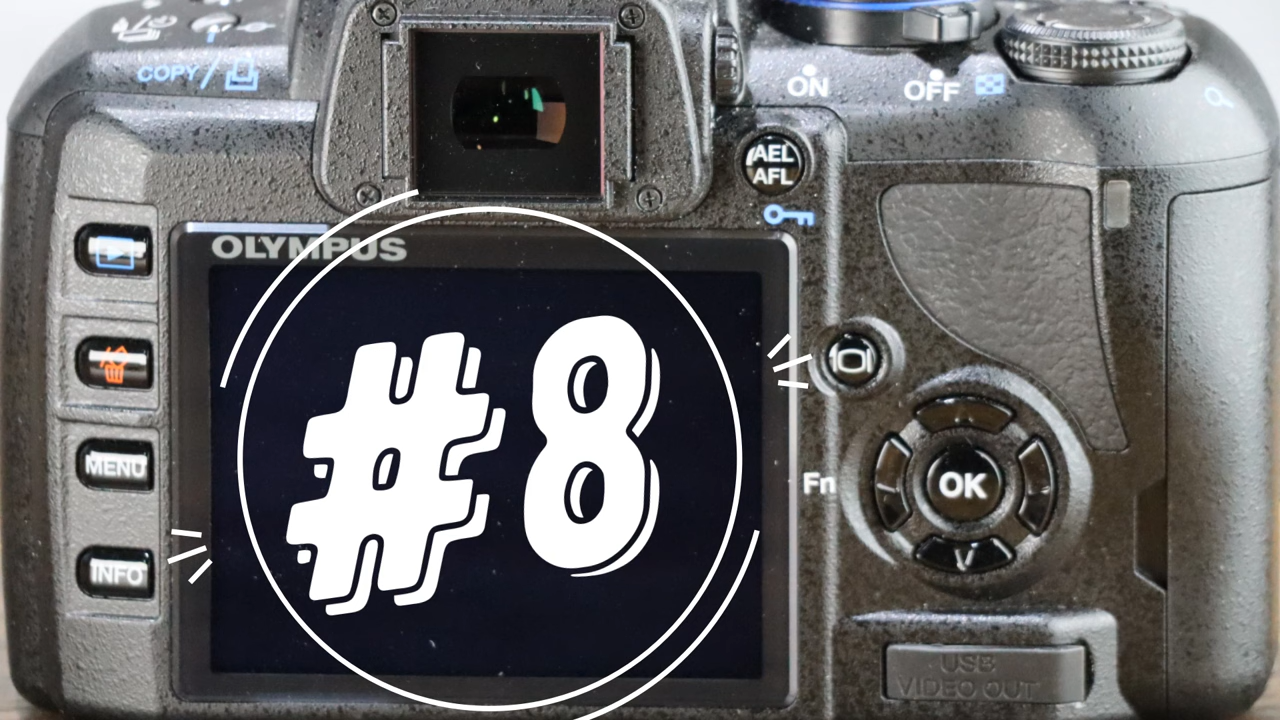 COPY/
ON
OFF
AEL
AFL
OLYMPUS
#8
MENU
Fn
OK
INFO
USB
VIDEO OUT